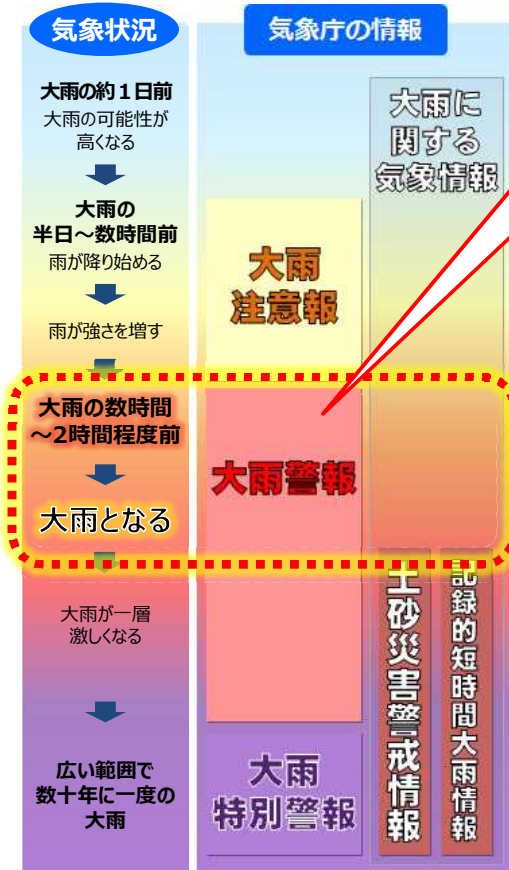 気象状況
大雨の約１日前
大雨の可能性が
高くなる
大雨の
半日～数時間前
雨が降り始める
雨が強さを増す
大雨の数時間
～2時間程度前
大雨となる
大雨が一層
激しくなる
広い範囲で
数十年に一度の
大雨
気象庁の情報
大雨
注意報
大雨警報
大雨
特別警報
大雨に
関する
気象情報
土砂災害警戒情報
記録的短時間大雨情報